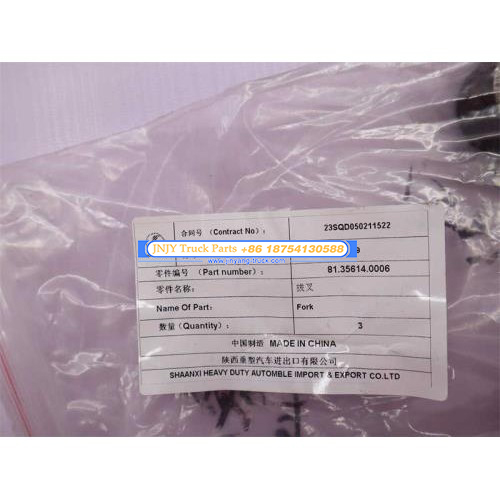 合同号 （Contract No）： 23SQD050211522
JNJY Truck Parts +86 18754130588
www.jnhyangtruck.com
零件编号 （Part number）： 81.35614.0006
零件名称： 拔叉
Name Of Part: Fork
数量（Quantity）： 3
中国制造 MADE IN CHINA
陕西重型汽车进出口有限公司
SHAANXI HEAVY DUTY AUTOMBLE IMPORT & EXPORT CO.LTD